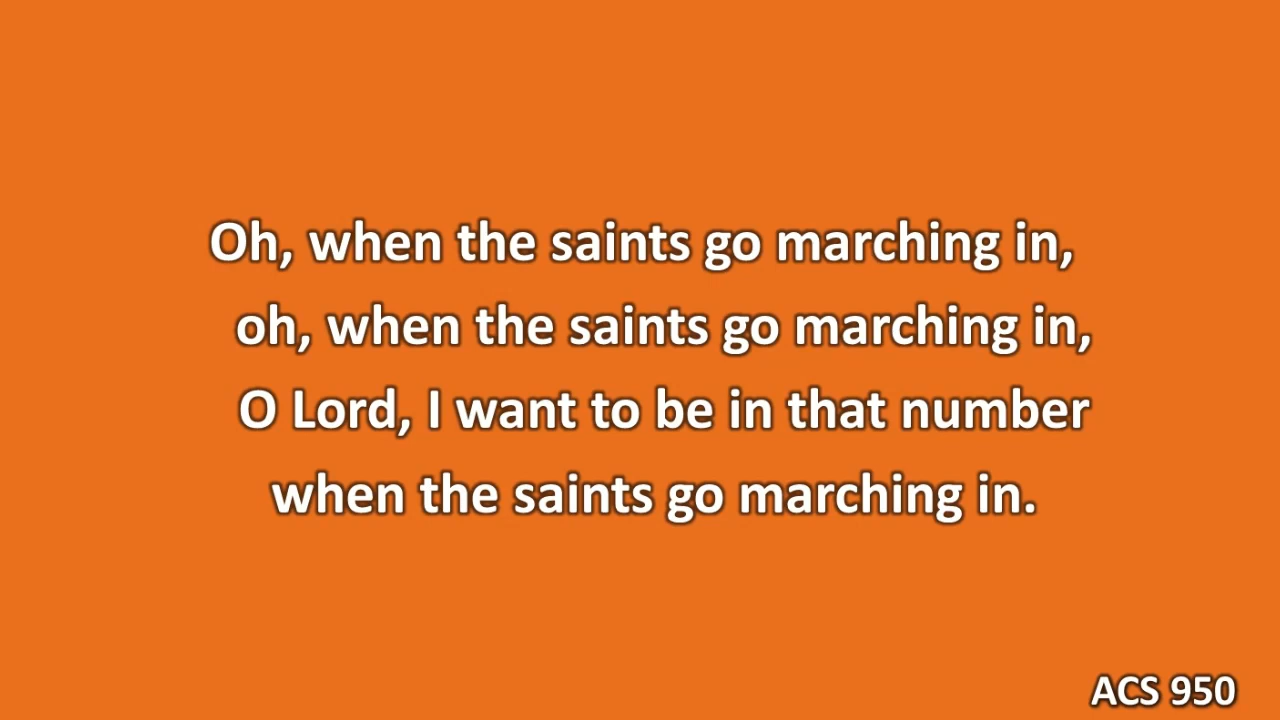 Oh, when the saints go marching in,
oh, when the saints go marching in,
O Lord, I want to be in that number
when the saints go marching in.
ACS 950